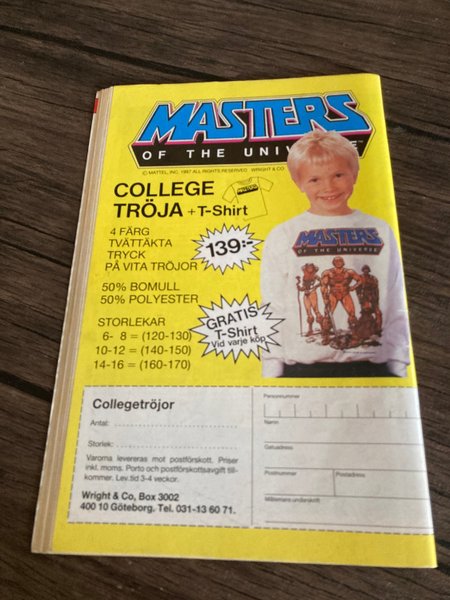 MASTERS
OF THE UNIVERSE™
© MATTEL, INC. 1987 ALL RIGHTS RESERVED WRIGHT & CO
COLLEGE
TRÖJA + T-Shirt
4 FÄRG
TVÄTTÄKTA
TRYCK
PÅ VITA TRÖJOR
139:-
50% BOMULL
50% POLYESTER
STORLEKAR
6- 8 = (120-130)
10-12 = (140-150)
14-16 = (160-170)
GRATIS
T-Shirt
Vid varje köp
MASTERS
OF THE UNIVERSE
Collegetröjor
Antal:
Storlek:
Varorna levereras mot postförskott. Priser
inkl. moms. Porto och postförskottsavgift till-
kommer. Lev.tid 3-4 veckor.
Wright & Co, Box 3002
400 10 Göteborg. Tel. 031-13 60 71.
Personnummer
Namn
Gatuadress
Postnummer
Postadress
Målsmans underskrift